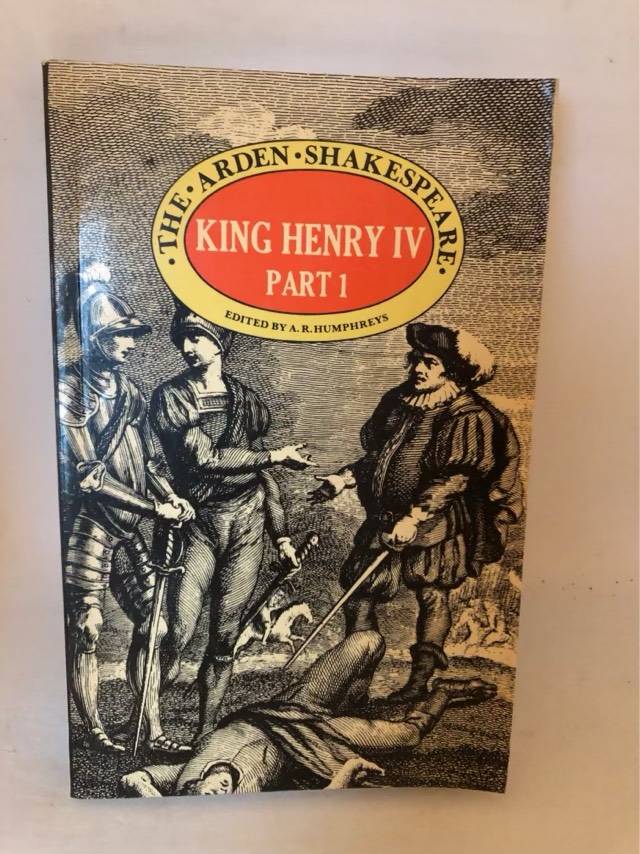 ·THE·ARDEN·SHAKESPEARE·
KING HENRY IV
PART 1
EDITED BY A. R. HUMPHREYS